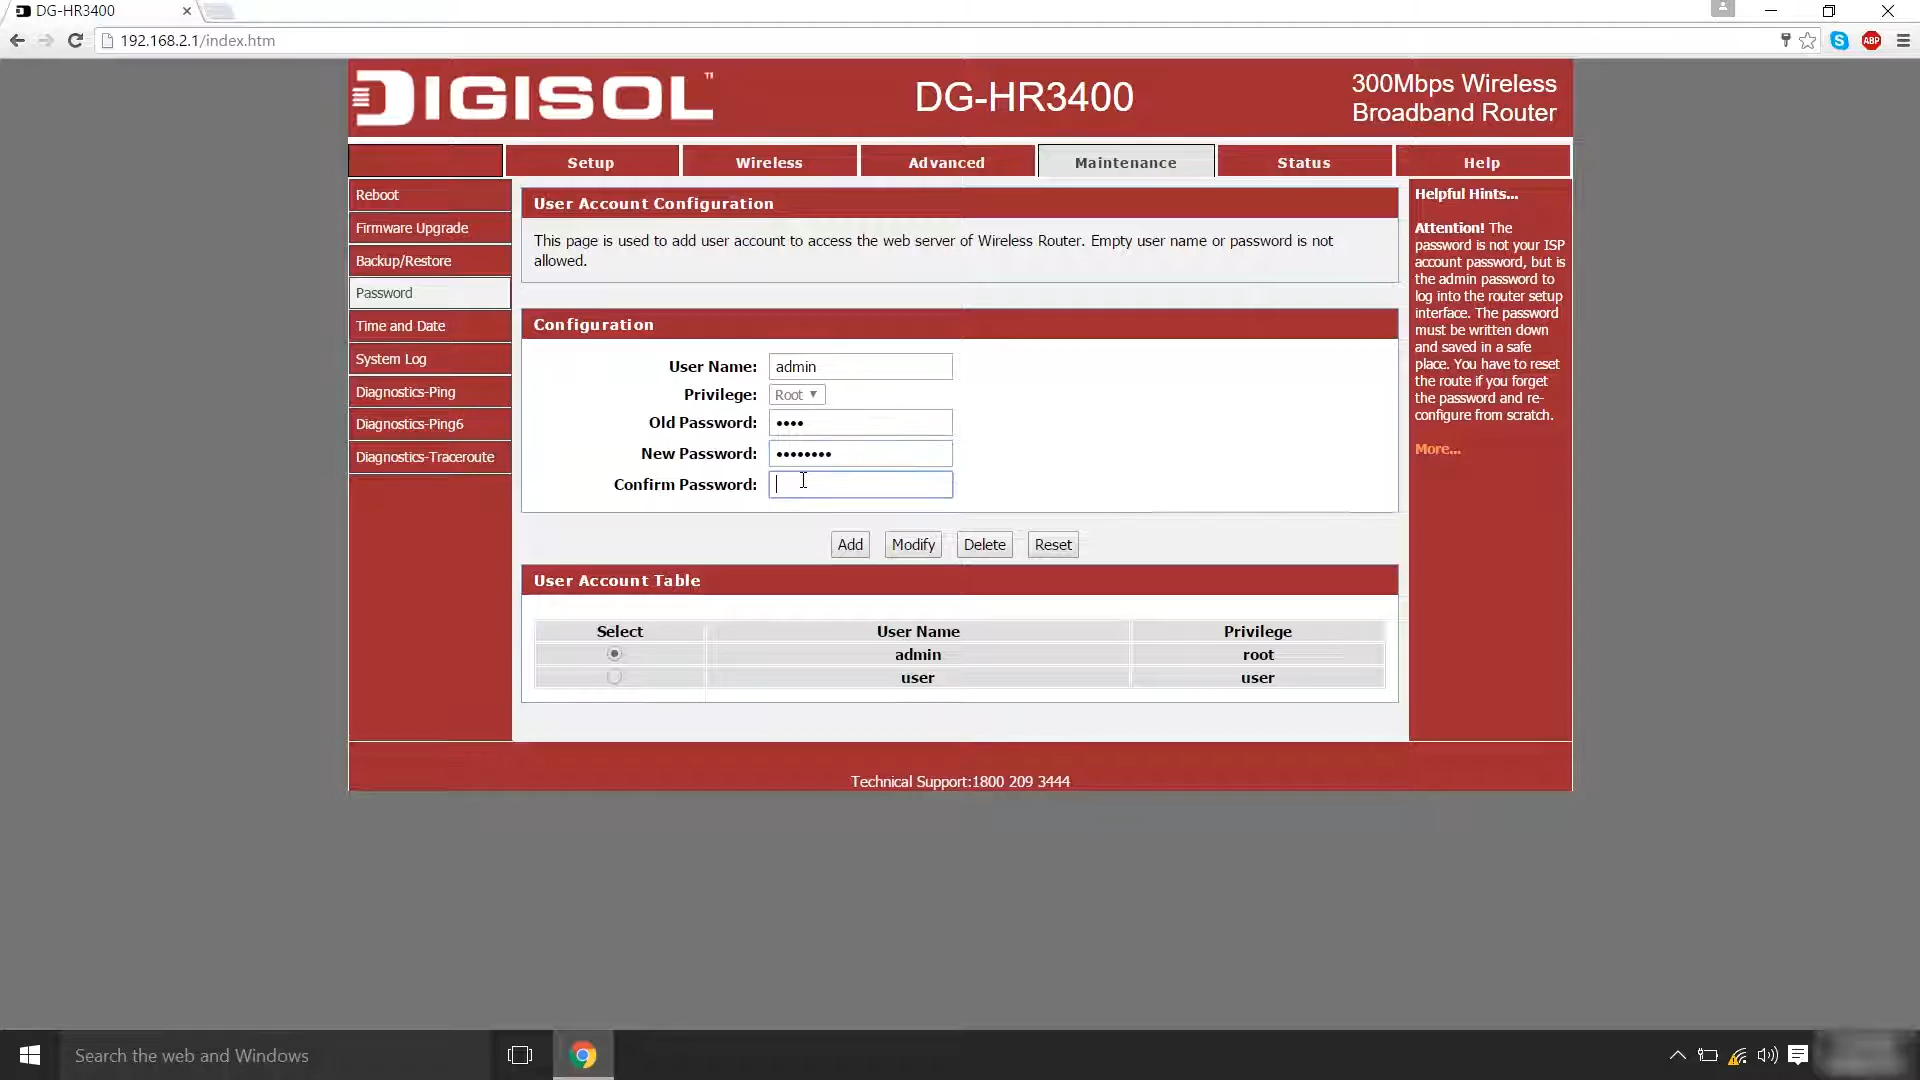 DG-HR3400
192.168.2.1/index.htm
S
ABP
DIGISOL™
DG-HR3400
300Mbps Wireless
Broadband Router
Setup
Wireless
Advanced
Maintenance
Status
Help
Reboot
Firmware Upgrade
Backup/Restore
Password
Time and Date
System Log
Diagnostics-Ping
Diagnostics-Ping6
Diagnostics-Traceroute
User Account Configuration
This page is used to add user account to access the web server of Wireless Router. Empty user name or password is not
allowed.
Configuration
User Name: admin
Privilege: Root
Old Password: ••••
New Password: ••••••••
Confirm Password:
Add Modify Delete Reset
User Account Table
Select User Name Privilege
admin root
user user
Helpful Hints...
Attention! The
password is not your ISP
account password, but is
the admin password to
log into the router setup
interface. The password
must be written down
and saved in a safe
place. You have to reset
the route if you forget
the password and re-
configure from scratch.
More...
Technical Support:1800 209 3444
Search the web and Windows